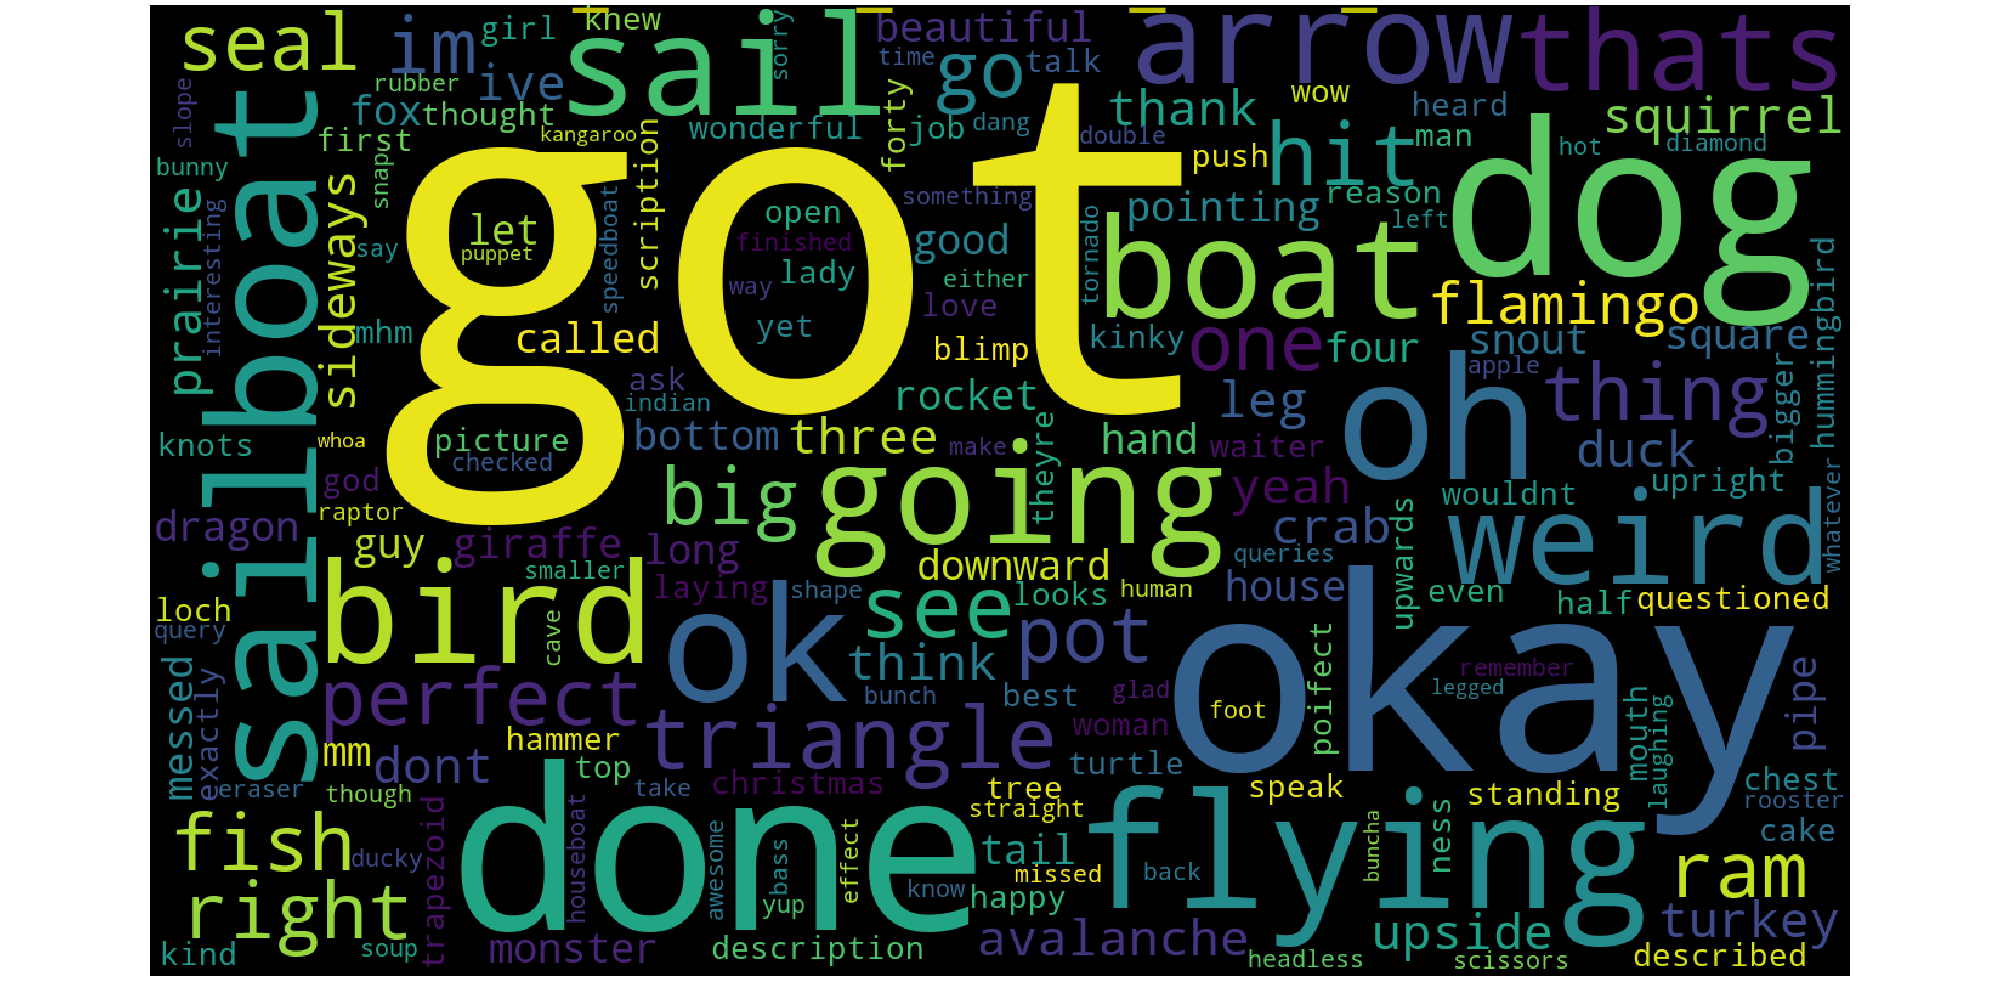 seal
im
girl
knew
sail
sorry
beautiful
time
go
talk
arrow
thats
slope
rubber
ive
fox
thought
first
kangaroo
wonderful
forty
job
dang
double
thank
wow
heard
man
hit
hot
squirrel
diamond
bunny
snap
sailboat
prairie
interesting
sideways
say
mhm
got
let
puppet
speedboat
scription
open
finished
lady
way
yet
something
good
either
love
blimp
tornado
push
pointing
reason
left
boat
dog
flamingo
hummingbird
called
kinky
one
four
snout
square
ask
indian
rocket
leg
oh
apple
thing
bigger
knots
whoa
picture
checked
bottom
three
make
theyre
hand
waiter
duck
god
raptor
big
going
yeah
wouldnt
upright
whatever
dragon
guy
giraffe
smaller
long
laying
downward
queries
crab
upwards
weird
loch
query
bird
cave
ok
shape
see
looks
human
house
even
half
questioned
messed
exactly
perfect
think
bunch
best
pot
glad
foot
poifect
okay
remember
legged
pipe
mm
dont
hammer
triangle
woman
turtle
mouth
laughing
eraser
though
top
take
christmas
tree
straight
speak
standing
chest
rooster
cake
fish
ducky
trapezoid
done
houseboat
awesome
bass
yup
effect
know
tail
missed
happy
flying
back
buncha
ness
ram
right
kind
soup
monster
description
avalanche
headless
upside
scissors
turkey
described